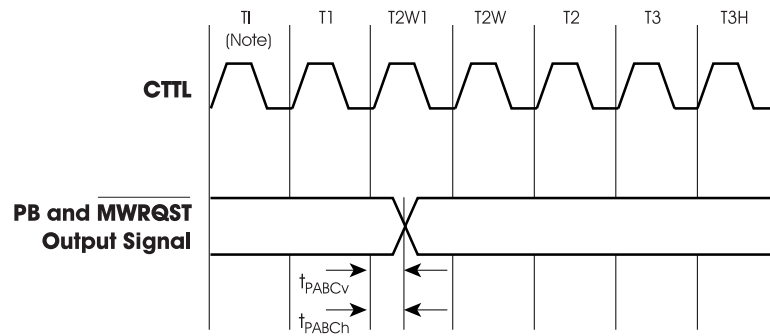 TI T1 T2W1 T2W T2 T3 T3H
(Note)
CTTL
PB and MWRQST
Output Signal
tPABCv
tPABCh